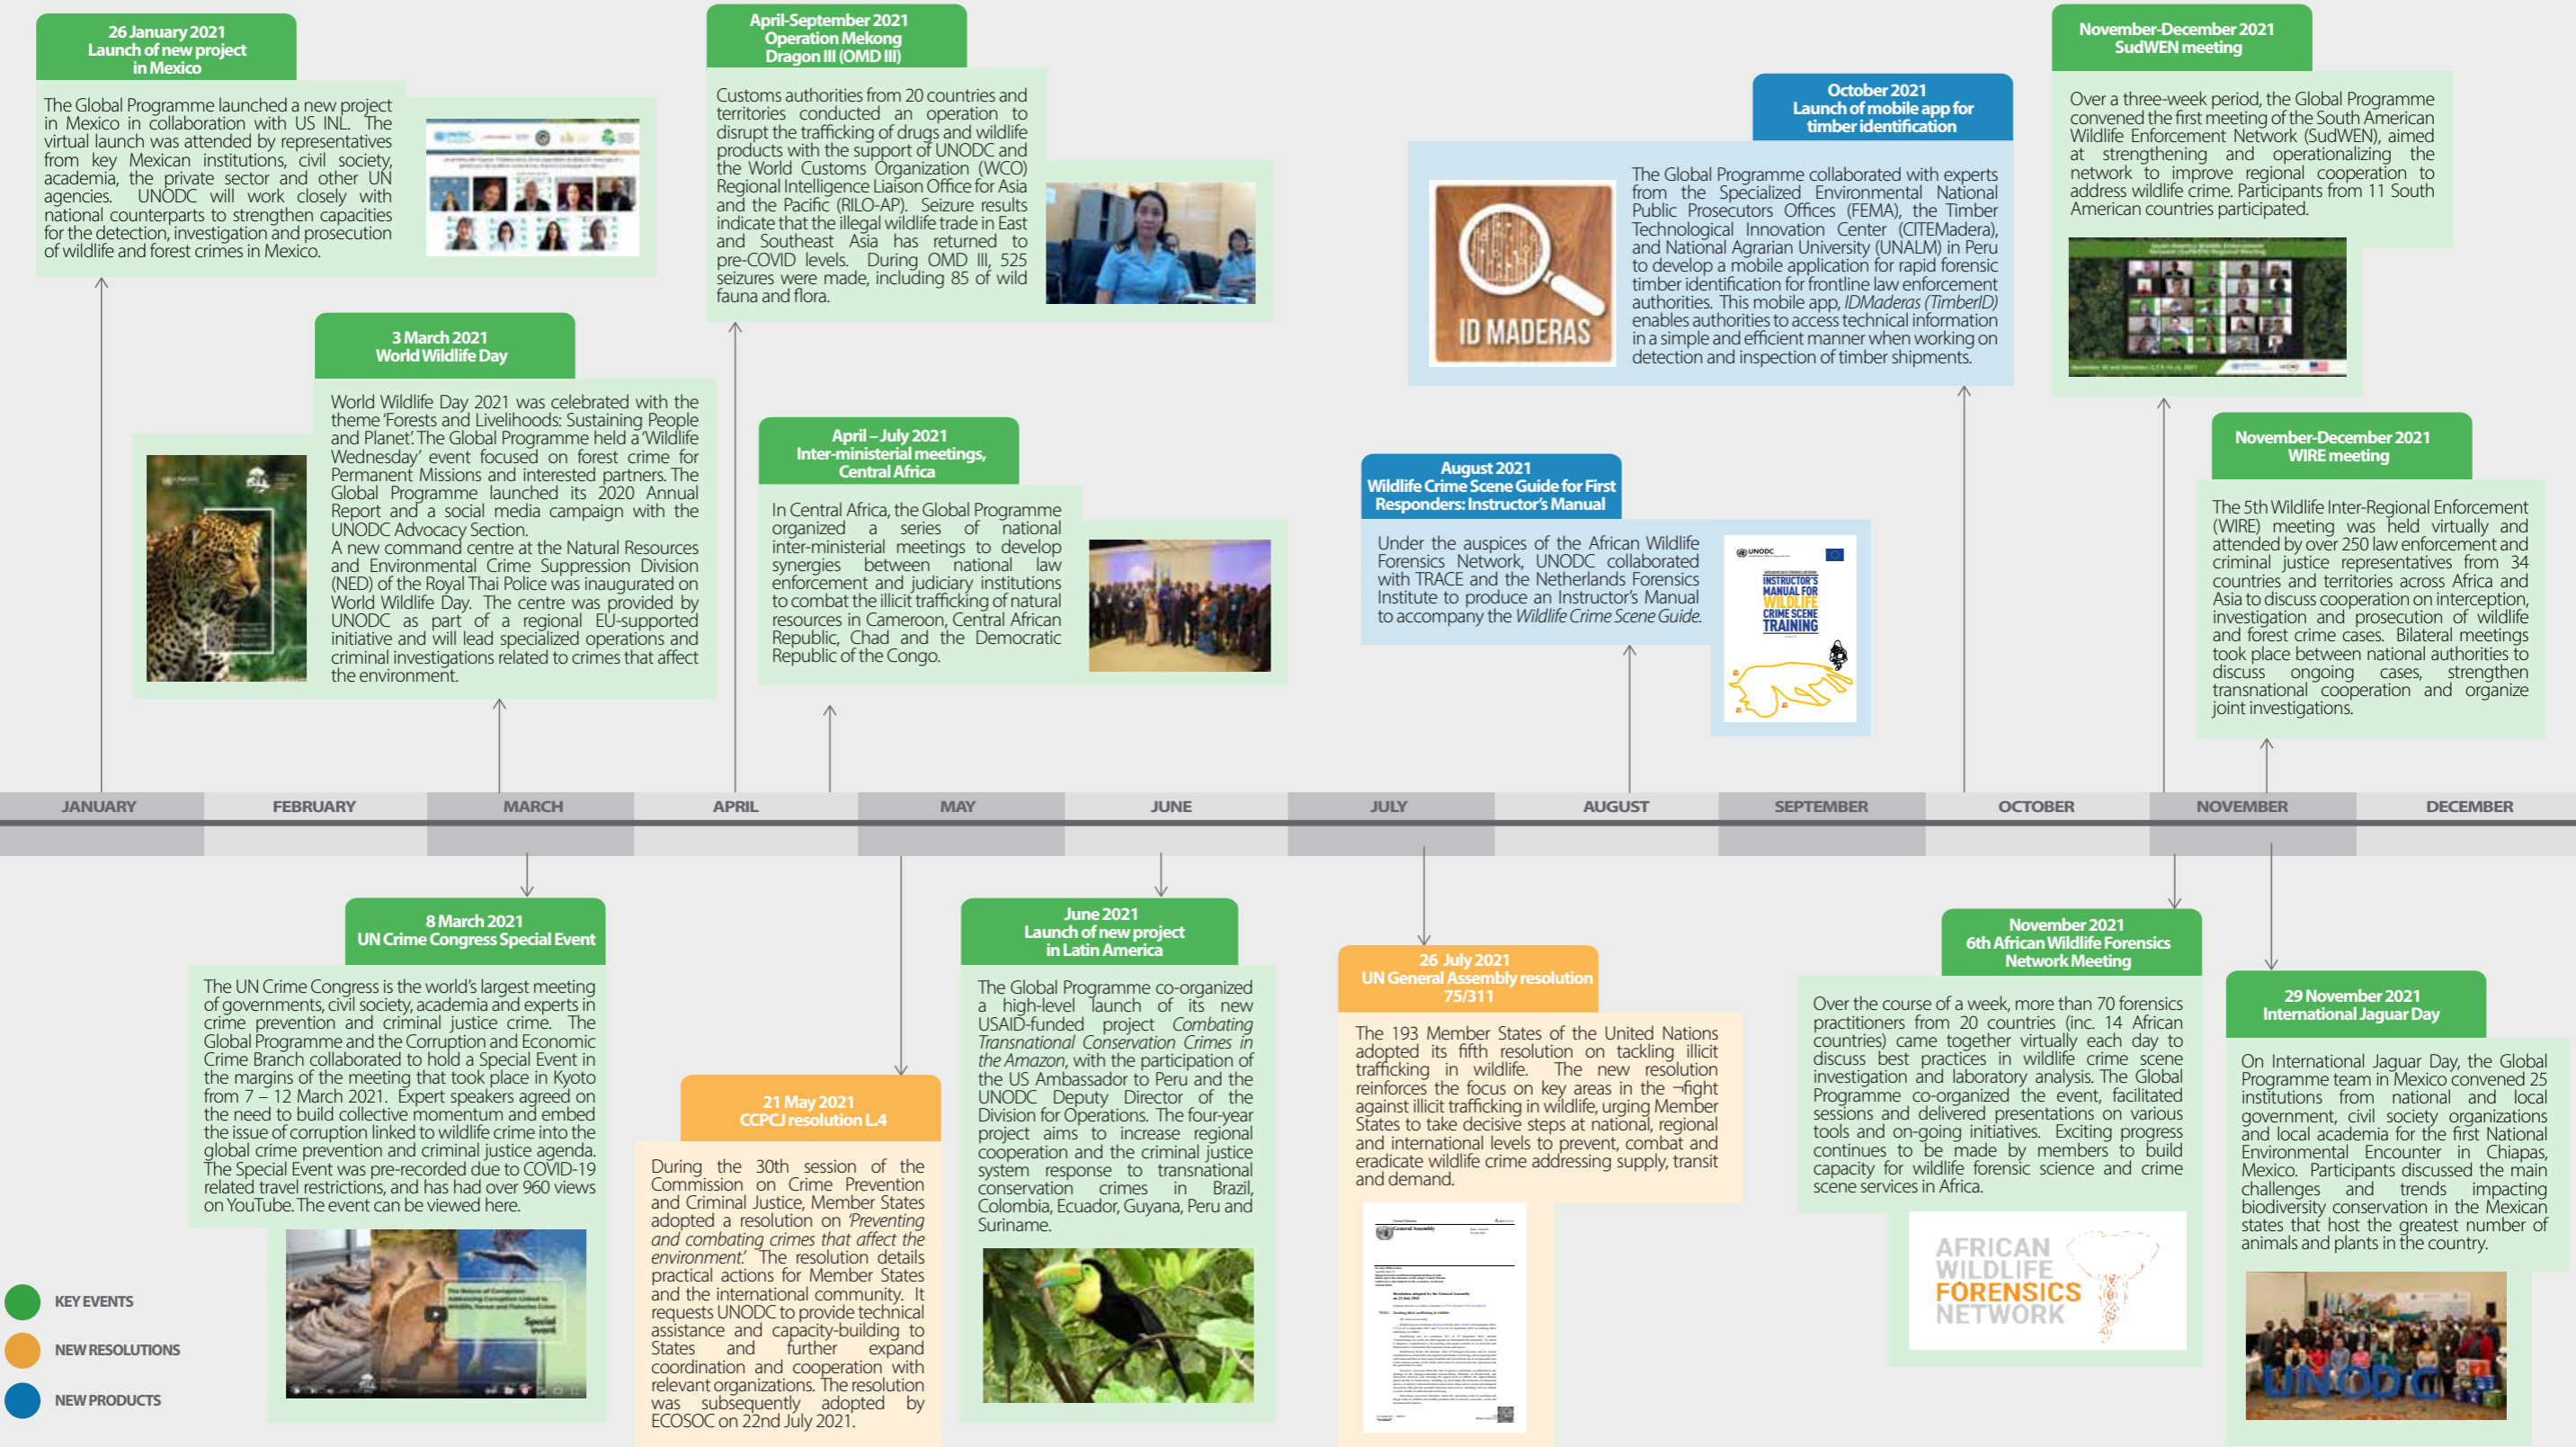 26 January 2021
Launch of new project
in Mexico
The Global Programme launched a new project
in Mexico in collaboration with US INL. The
virtual launch was attended by representatives
from key Mexican institutions, civil society,
academia, the private sector and other UN
agencies. UNODC will work closely with
national counterparts to strengthen capacities
for the detection, investigation and prosecution
of wildlife and forest crimes in Mexico.
3 March 2021
World Wildlife Day
World Wildlife Day 2021 was celebrated with the
theme 'Forests and Livelihoods: Sustaining People
and Planet'. The Global Programme held a 'Wildlife
Wednesday' event focused on forest crime for
Permanent Missions and interested partners. The
Global Programme launched its 2020 Annual
Report and a social media campaign with the
UNODC Advocacy Section.
A new command centre at the Natural Resources
and Environmental Crime Suppression Division
(NED) of the Royal Thai Police was inaugurated on
World Wildlife Day. The centre was provided by
UNODC as part of a regional EU-supported
initiative and will lead specialized operations and
criminal investigations related to crimes that affect
the environment.
April-September 2021
Operation Mekong
Dragon III (OMD III)
Customs authorities from 20 countries and
territories conducted an operation to
disrupt the trafficking of drugs and wildlife
products with the support of UNODC and
the World Customs Organization (WCO)
Regional Intelligence Liaison Office for Asia
and the Pacific (RILO-AP). Seizure results
indicate that the illegal wildlife trade in East
and Southeast Asia has returned to
pre-COVID levels. During OMD III, 525
seizures were made, including 85 of wild
fauna and flora.
April – July 2021
Inter-ministerial meetings,
Central Africa
In Central Africa, the Global Programme
organized a series of national
inter-ministerial meetings to develop
synergies between national law
enforcement and judiciary institutions
to combat the illicit trafficking of natural
resources in Cameroon, Central African
Republic, Chad and the Democratic
Republic of the Congo.
August 2021
Wildlife Crime Scene Guide for First
Responders: Instructor's Manual
Under the auspices of the African Wildlife
Forensics Network, UNODC collaborated
with TRACE and the Netherlands Forensics
Institute to produce an Instructor's Manual
to accompany the Wildlife Crime Scene Guide.
UNODC
INSTRUCTOR'S
MANUAL FOR
WILDLIFE
CRIME SCENE
TRAINING
October 2021
Launch of mobile app for
timber identification
ID MADERAS
The Global Programme collaborated with experts
from the Specialized Environmental National
Public Prosecutors Offices (FEMA), the Timber
Technological Innovation Center (CITEMadera),
and National Agrarian University (UNALM) in Peru
to develop a mobile application for rapid forensic
timber identification for frontline law enforcement
authorities. This mobile app, IDMaderas (TimberID)
enables authorities to access technical information
in a simple and efficient manner when working on
detection and inspection of timber shipments.
November-December 2021
SudWEN meeting
Over a three-week period, the Global Programme
convened the first meeting of the South American
Wildlife Enforcement Network (SudWEN), aimed
at strengthening and operationalizing the
network to improve regional cooperation to
address wildlife crime. Participants from 11 South
American countries participated.
November-December 2021
WIRE meeting
The 5th Wildlife Inter-Regional Enforcement
(WIRE) meeting was held virtually and
attended by over 250 law enforcement and
criminal justice representatives from 34
countries and territories across Africa and
Asia to discuss cooperation on interception,
investigation and prosecution of wildlife
and forest crime cases. Bilateral meetings
took place between national authorities to
discuss ongoing cases, strengthen
transnational cooperation and organize
joint investigations.
JANUARY
FEBRUARY
MARCH
APRIL
MAY
JUNE
JULY
AUGUST
SEPTEMBER
OCTOBER
NOVEMBER
DECEMBER
8 March 2021
UN Crime Congress Special Event
The UN Crime Congress is the world's largest meeting
of governments, civil society, academia and experts in
crime prevention and criminal justice crime. The
Global Programme and the Corruption and Economic
Crime Branch collaborated to hold a Special Event in
the margins of the meeting that took place in Kyoto
from 7 – 12 March 2021. Expert speakers agreed on
the need to build collective momentum and embed
the issue of corruption linked to wildlife crime into the
global crime prevention and criminal justice agenda.
The Special Event was pre-recorded due to COVID-19
related travel restrictions, and has had over 960 views
on YouTube. The event can be viewed here.
Special
event
21 May 2021
CCPCJ resolution L.4
During the 30th session of the
Commission on Crime Prevention
and Criminal Justice, Member States
adopted a resolution on 'Preventing
and combating crimes that affect the
environment.' The resolution details
practical actions for Member States
and the international community. It
requests UNODC to provide technical
assistance and capacity-building to
States and further expand
coordination and cooperation with
relevant organizations. The resolution
was subsequently adopted by
ECOSOC on 22nd July 2021.
June 2021
Launch of new project
in Latin America
The Global Programme co-organized
a high-level launch of its new
USAID-funded project Combating
Transnational Conservation Crimes in
the Amazon, with the participation of
the US Ambassador to Peru and the
UNODC Deputy Director of the
Division for Operations. The four-year
project aims to increase regional
cooperation and the criminal justice
system response to transnational
conservation crimes in Brazil,
Colombia, Ecuador, Guyana, Peru and
Suriname.
26 July 2021
UN General Assembly resolution
75/311
The 193 Member States of the United Nations
adopted its fifth resolution on tackling illicit
trafficking in wildlife. The new resolution
reinforces the focus on key areas in the ¬fight
against illicit trafficking in wildlife, urging Member
States to take decisive steps at national, regional
and international levels to prevent, combat and
eradicate wildlife crime addressing supply, transit
and demand.
General Assembly
November 2021
6th African Wildlife Forensics
Network Meeting
Over the course of a week, more than 70 forensics
practitioners from 20 countries (inc. 14 African
countries) came together virtually each day to
discuss best practices in wildlife crime scene
investigation and laboratory analysis. The Global
Programme co-organized the event, facilitated
sessions and delivered presentations on various
tools and on-going initiatives. Exciting progress
continues to be made by members to build
capacity for wildlife forensic science and crime
scene services in Africa.
AFRICAN
WILDLIFE
FORENSICS
NETWORK
29 November 2021
International Jaguar Day
On International Jaguar Day, the Global
Programme team in Mexico convened 25
institutions from national and local
government, civil society organizations
and local academia for the first National
Environmental Encounter in Chiapas,
Mexico. Participants discussed the main
challenges and trends impacting
biodiversity conservation in the Mexican
states that host the greatest number of
animals and plants in the country.
UNODC
KEY EVENTS
NEW RESOLUTIONS
NEW PRODUCTS